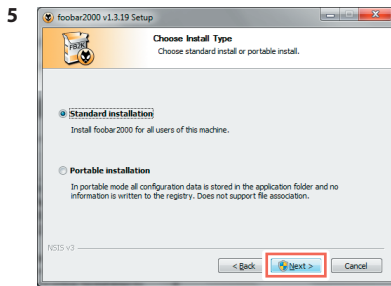 5
foobar2000 v1.3.19 Setup
FB2K!
Choose Install Type
Choose standard install or portable install.
Standard installation
Install foobar2000 for all users of this machine.
Portable installation
In portable mode all configuration data is stored in the application folder and no
information is written to the registry. Does not support file association.
NSIS v3
< Back
Next >
Cancel